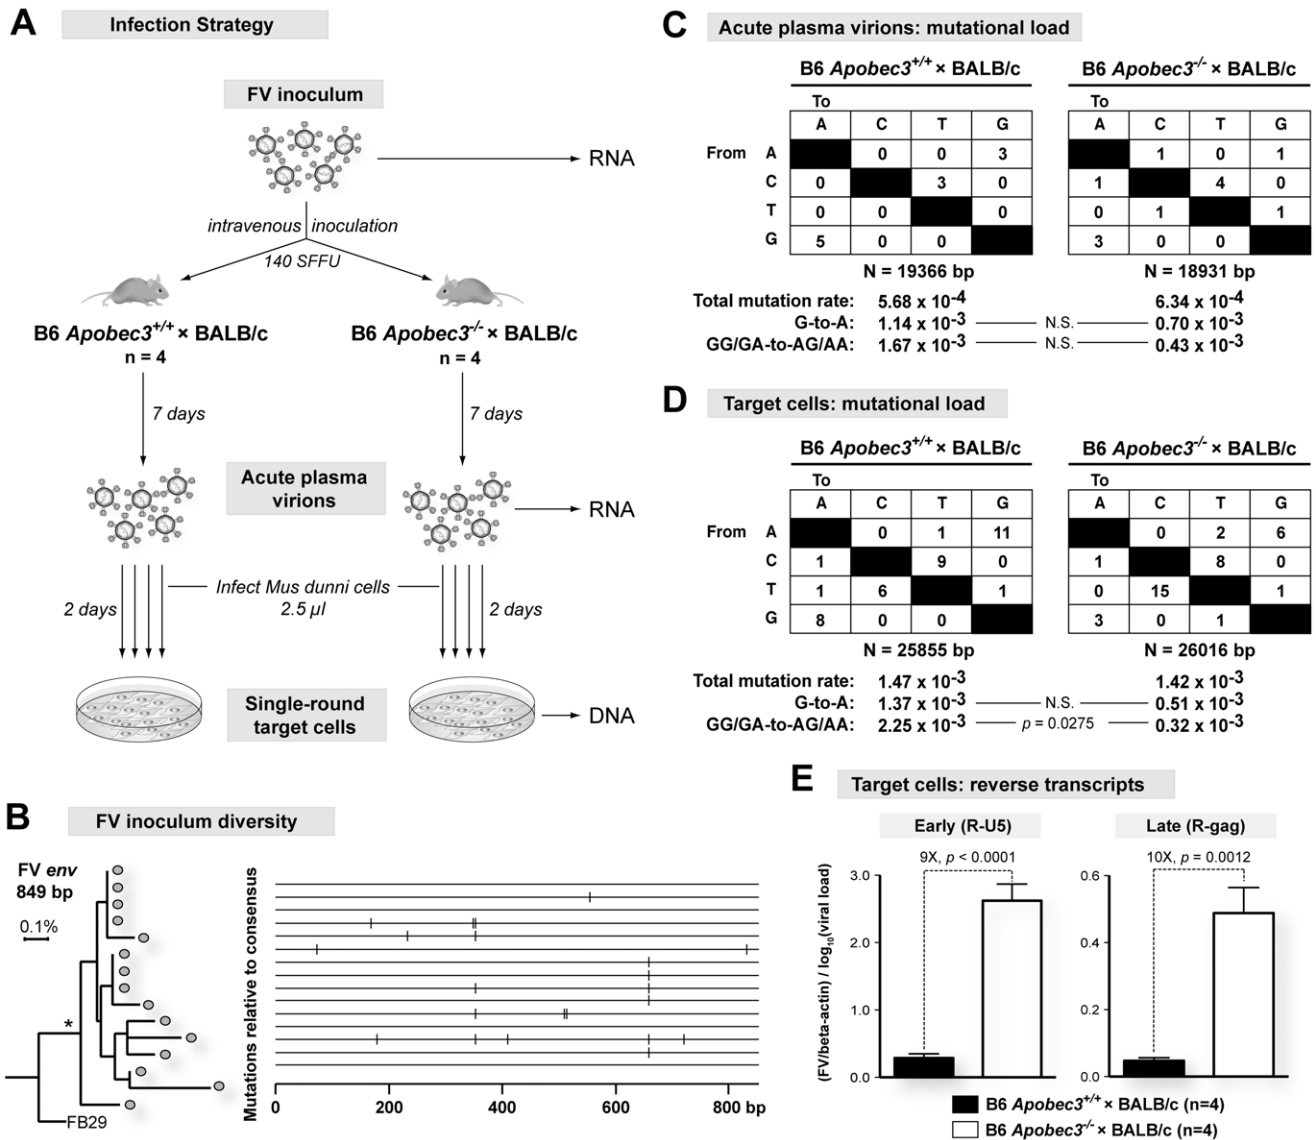 A Infection Strategy
FV inoculum
RNA
intravenous inoculation
140 SFFU
B6 Apobec3+/+ × BALB/c
n = 4
B6 Apobec3-/- × BALB/c
n = 4
7 days
7 days
Acute plasma
virions
RNA
Infect Mus dunni cells
2.5 µl
2 days
2 days
Single-round
target cells
DNA
B FV inoculum diversity
FV env
849 bp
0.1%
*
FB29
Mutations relative to consensus
0 200 400 600 800 bp
C Acute plasma virions: mutational load
B6 Apobec3+/+ × BALB/c
To
A C T G
From A 0 0 3
C 0 3 0
T 0 0 0
G 5 0 0
N = 19366 bp
B6 Apobec3-/- × BALB/c
To
A C T G
1 0 1
1 4 0
0 1 1
3 0 0
N = 18931 bp
Total mutation rate: 5.68 x 10-4 6.34 x 10-4
G-to-A: 1.14 x 10-3 N.S. 0.70 x 10-3
GG/GA-to-AG/AA: 1.67 x 10-3 N.S. 0.43 x 10-3
D Target cells: mutational load
B6 Apobec3+/+ × BALB/c
To
A C T G
From A 0 1 11
C 1 9 0
T 1 6 1
G 8 0 0
N = 25855 bp
B6 Apobec3-/- × BALB/c
To
A C T G
0 2 6
1 8 0
0 15 1
3 0 1
N = 26016 bp
Total mutation rate: 1.47 x 10-3 1.42 x 10-3
G-to-A: 1.37 x 10-3 N.S. 0.51 x 10-3
GG/GA-to-AG/AA: 2.25 x 10-3 p = 0.0275 0.32 x 10-3
E Target cells: reverse transcripts
Early (R-U5)
9X, p < 0.0001
(FV/beta-actin) / log10(viral load)
3.0
2.0
1.0
0.0
Late (R-gag)
10X, p = 0.0012
0.6
0.4
0.2
0.0
B6 Apobec3+/+ × BALB/c (n=4)
B6 Apobec3-/- × BALB/c (n=4)